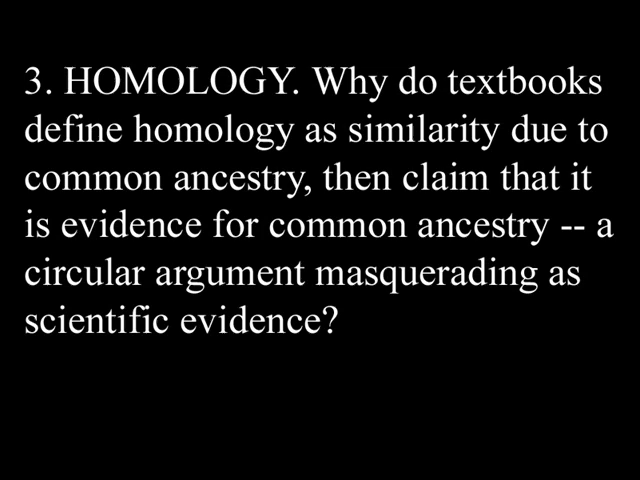 3. HOMOLOGY. Why do textbooks
define homology as similarity due to
common ancestry, then claim that it
is evidence for common ancestry -- a
circular argument masquerading as
scientific evidence?